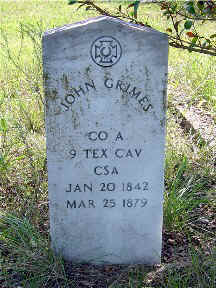 JOHN GRIMES
CO A
9 TEX CAV
CSA
JAN 20 1842
MAR 25 1879